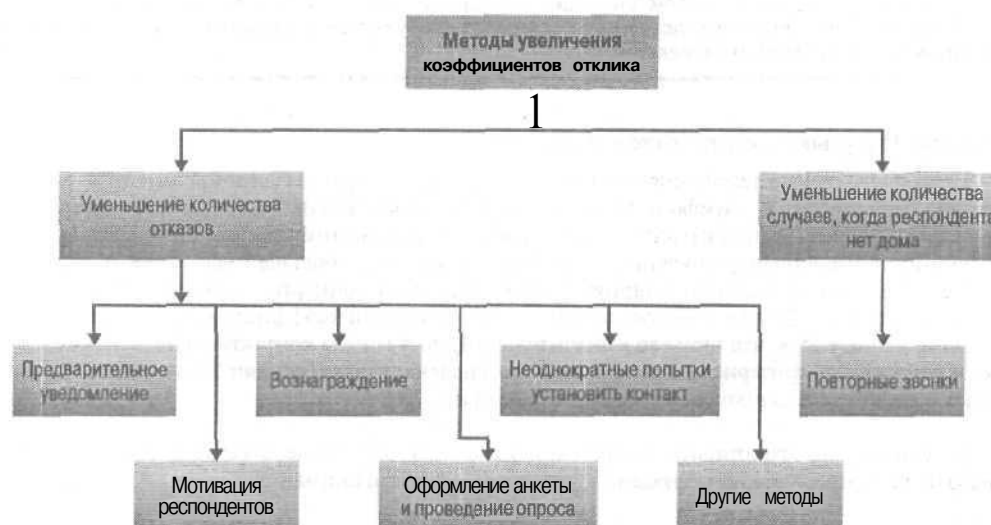 Методы увеличения
коэффициентов отклика
1
Уменьшение количества
отказов
Уменьшение количества
случаев, когда респондента
нет дома
Предварительное
уведомление
Вознаграждение
Неоднократные попытки
установить контакт
Повторные звонки
Мотивация
респондентов
Оформление анкеты
и проведение опроса
Другие методы